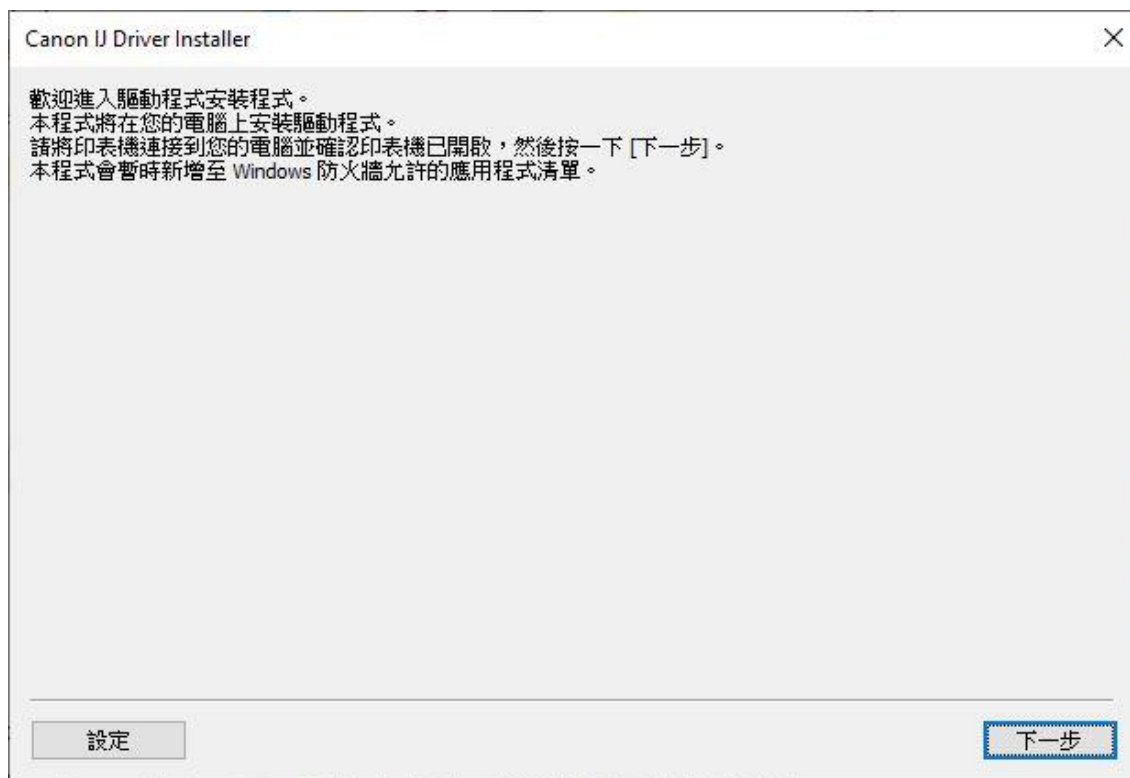 Canon IJ Driver Installer
歡迎進入驅動程式安裝程式。
本程式將在您的電腦上安裝驅動程式。
請將印表機連接到您的電腦並確認印表機已開啟，然後按一下 [下一步]。
本程式會暫時新增至 Windows 防火牆允許的應用程式清單。
設定
下一步